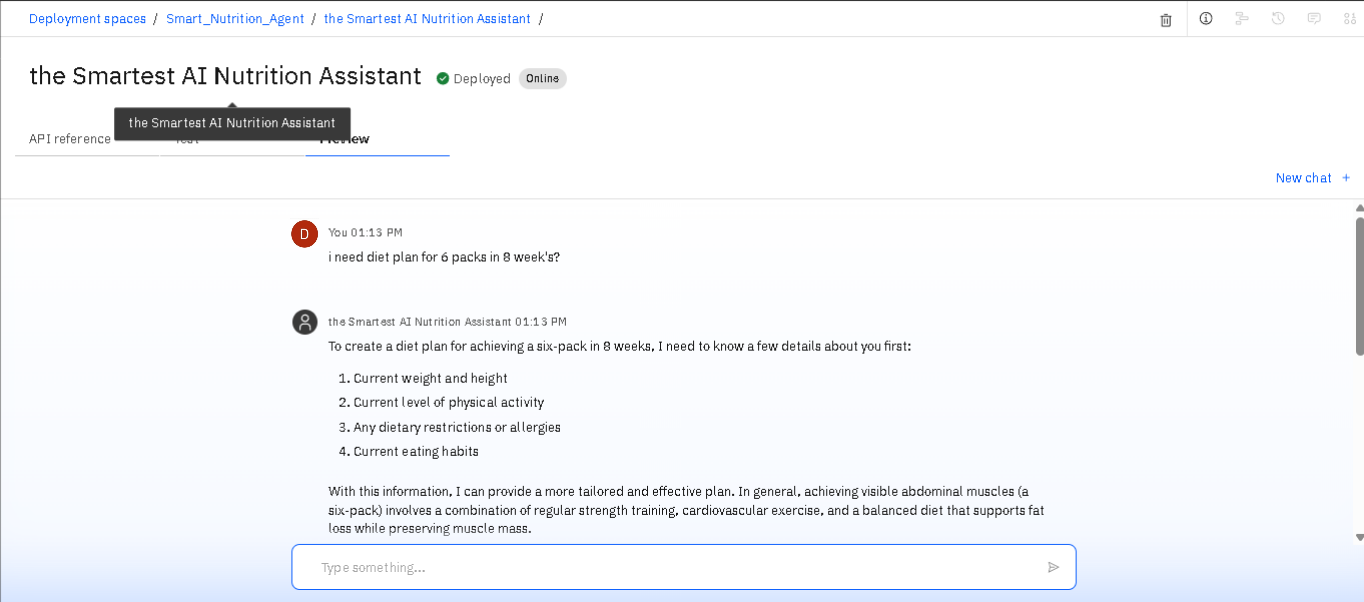 Deployment spaces / Smart_Nutrition_Agent / the Smartest AI Nutrition Assistant /
the Smartest AI Nutrition Assistant Deployed Online
the Smartest AI Nutrition Assistant
API reference Test Preview
New chat +
D You 01:13 PM
i need diet plan for 6 packs in 8 week's?
the Smartest AI Nutrition Assistant 01:13 PM
To create a diet plan for achieving a six-pack in 8 weeks, I need to know a few details about you first:
1. Current weight and height
2. Current level of physical activity
3. Any dietary restrictions or allergies
4. Current eating habits
With this information, I can provide a more tailored and effective plan. In general, achieving visible abdominal muscles (a
six-pack) involves a combination of regular strength training, cardiovascular exercise, and a balanced diet that supports fat
loss while preserving muscle mass.
Type something...